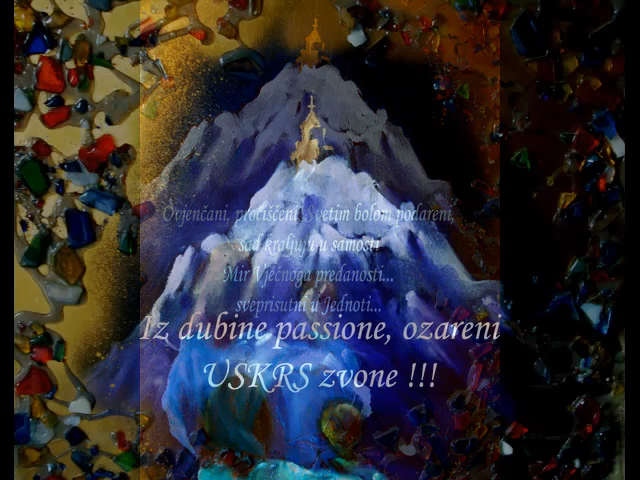 Ovjenčani, pročišćeni Svetim bolom podareni,
sad kraljuju u samosti
Mir Vječnoga predanosti...
sveprisutni u Jednoti...
Iz dubine passione, ozareni
USKRS zvone !!!